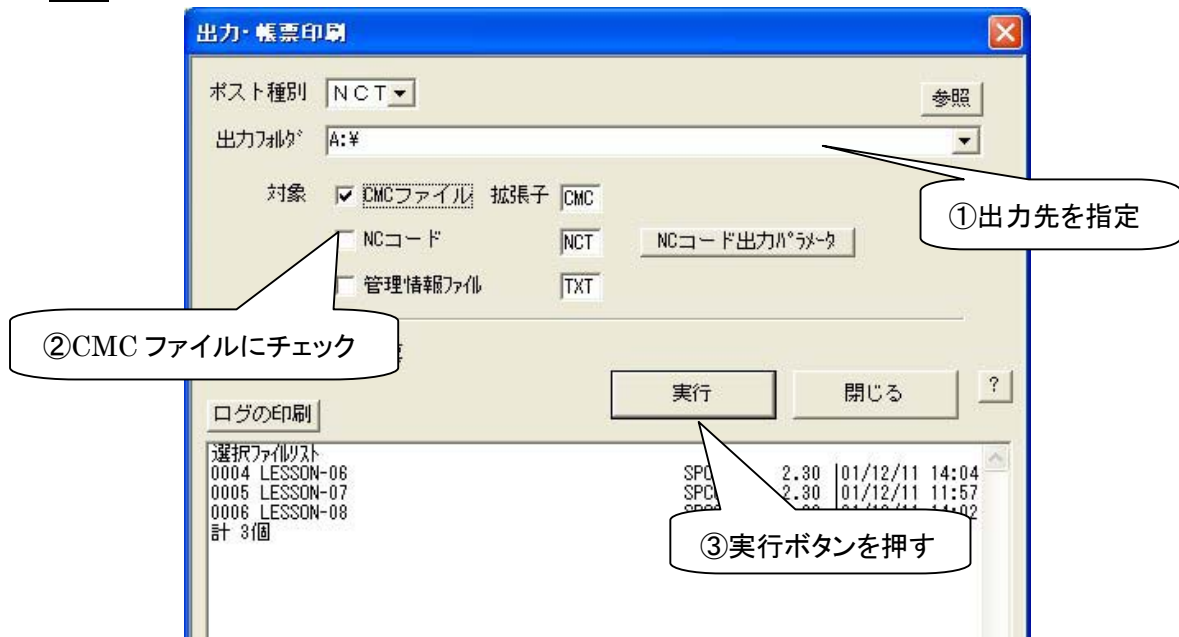 出力・帳票印刷
ポスト種別 NCT 参照
出力フォルダ A:¥
対象 CMCファイル 拡張子 CMC
①出力先を指定
NCコード NCT NCコード出力パラメータ
管理情報ファイル TXT
②CMC ファイルにチェック
実行 閉じる ?
ログの印刷
選択ファイルリスト
0004 LESSON-06 2.30 01/12/11 14:04
0005 LESSON-07 2.30 01/12/11 11:57
0006 LESSON-08
計 3個
③実行ボタンを押す